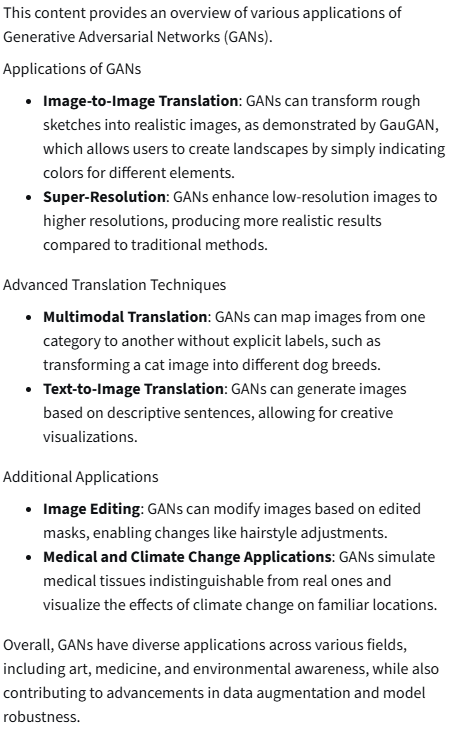 This content provides an overview of various applications of
Generative Adversarial Networks (GANs).
Applications of GANs
• Image-to-Image Translation: GANs can transform rough
sketches into realistic images, as demonstrated by GauGAN,
which allows users to create landscapes by simply indicating
colors for different elements.
• Super-Resolution: GANs enhance low-resolution images to
higher resolutions, producing more realistic results
compared to traditional methods.
Advanced Translation Techniques
• Multimodal Translation: GANs can map images from one
category to another without explicit labels, such as
transforming a cat image into different dog breeds.
• Text-to-Image Translation: GANs can generate images
based on descriptive sentences, allowing for creative
visualizations.
Additional Applications
• Image Editing: GANs can modify images based on edited
masks, enabling changes like hairstyle adjustments.
• Medical and Climate Change Applications: GANs simulate
medical tissues indistinguishable from real ones and
visualize the effects of climate change on familiar locations.
Overall, GANs have diverse applications across various fields,
including art, medicine, and environmental awareness, while also
contributing to advancements in data augmentation and model
robustness.